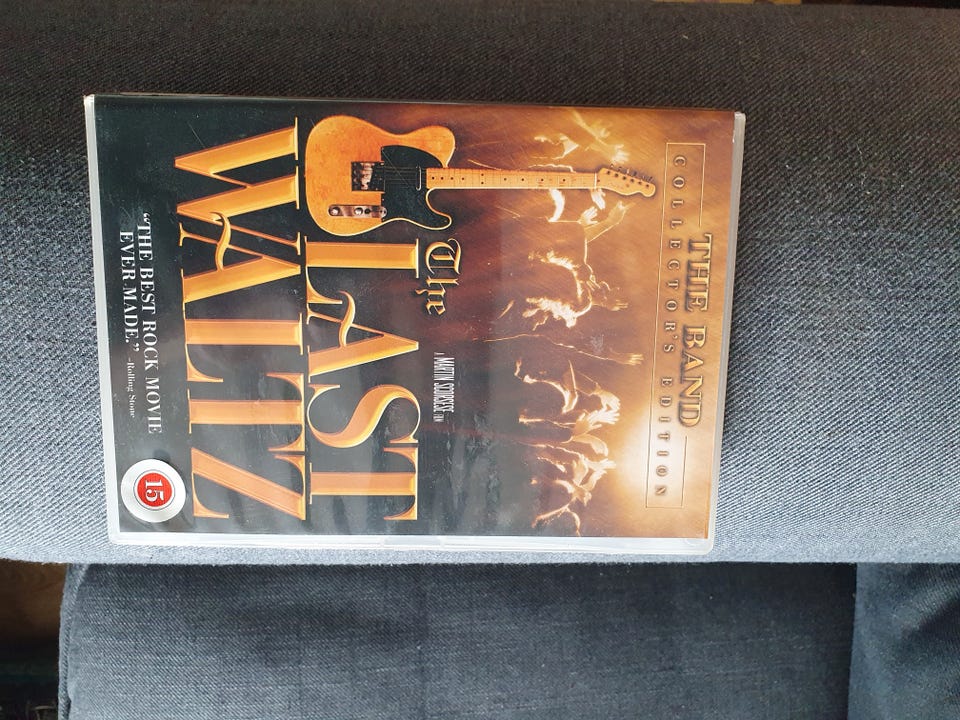 THE BAND
COLLECTOR'S EDITION
A MARTIN SCORSESE FILM
The
LAST
WALTZ
"THE BEST ROCK MOVIE
EVER MADE."
-Rolling Stone
15